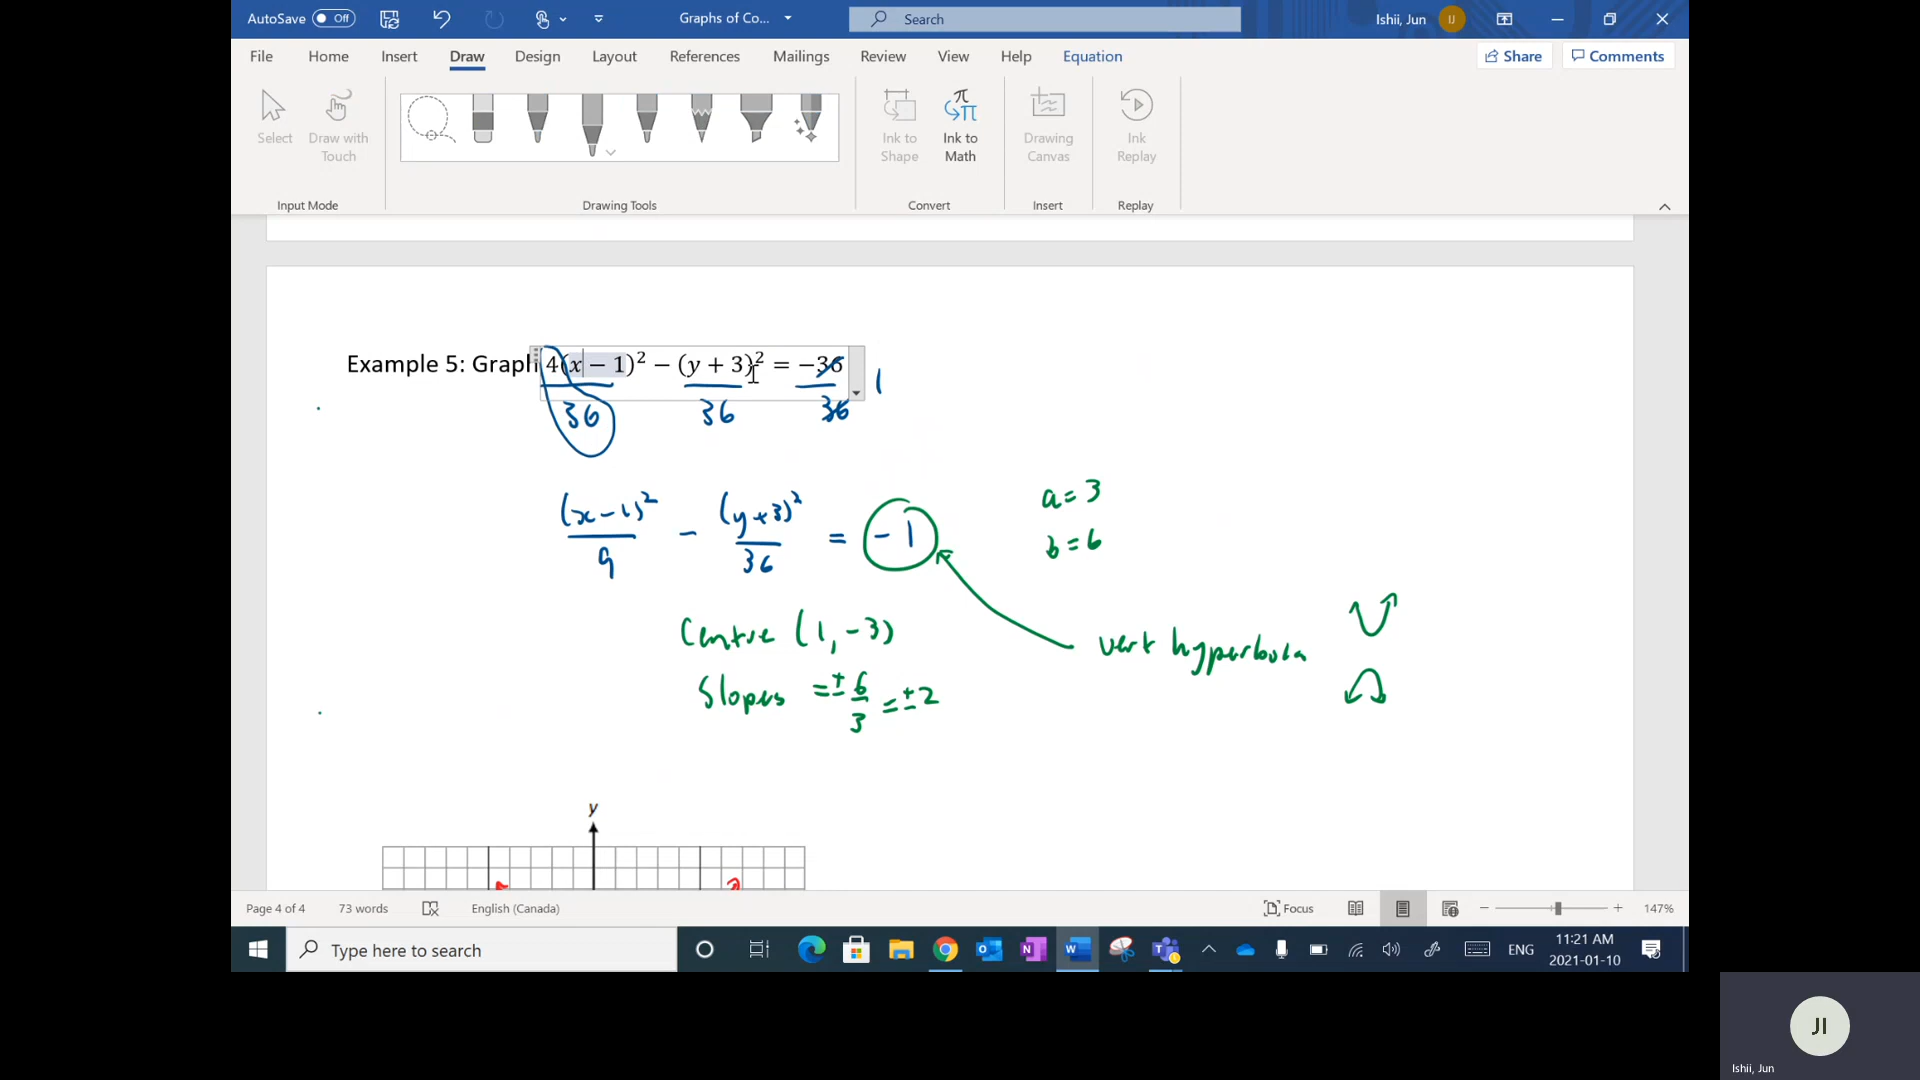 AutoSave Off Graphs of Co... Search Ishii, Jun IJ
File Home Insert Draw Design Layout References Mailings Review View Help Equation Share Comments
Select Draw with Touch Ink to Shape Ink to Math Drawing Canvas Ink Replay
Input Mode Drawing Tools Convert Insert Replay
Example 5: Graph 4(x − 1)² − (y + 3)² = −36 1
36 36 36
(x-1)² / 9 - (y+3)² / 36 = -1
a = 3
b = 6
Centre (1, -3)
vert hyperbola
Slopes = ± 6/3 = ±2
y
Page 4 of 4 73 words English (Canada) Focus 147%
Type here to search ENG 11:21 AM
2021-01-10
JI
Ishii, Jun